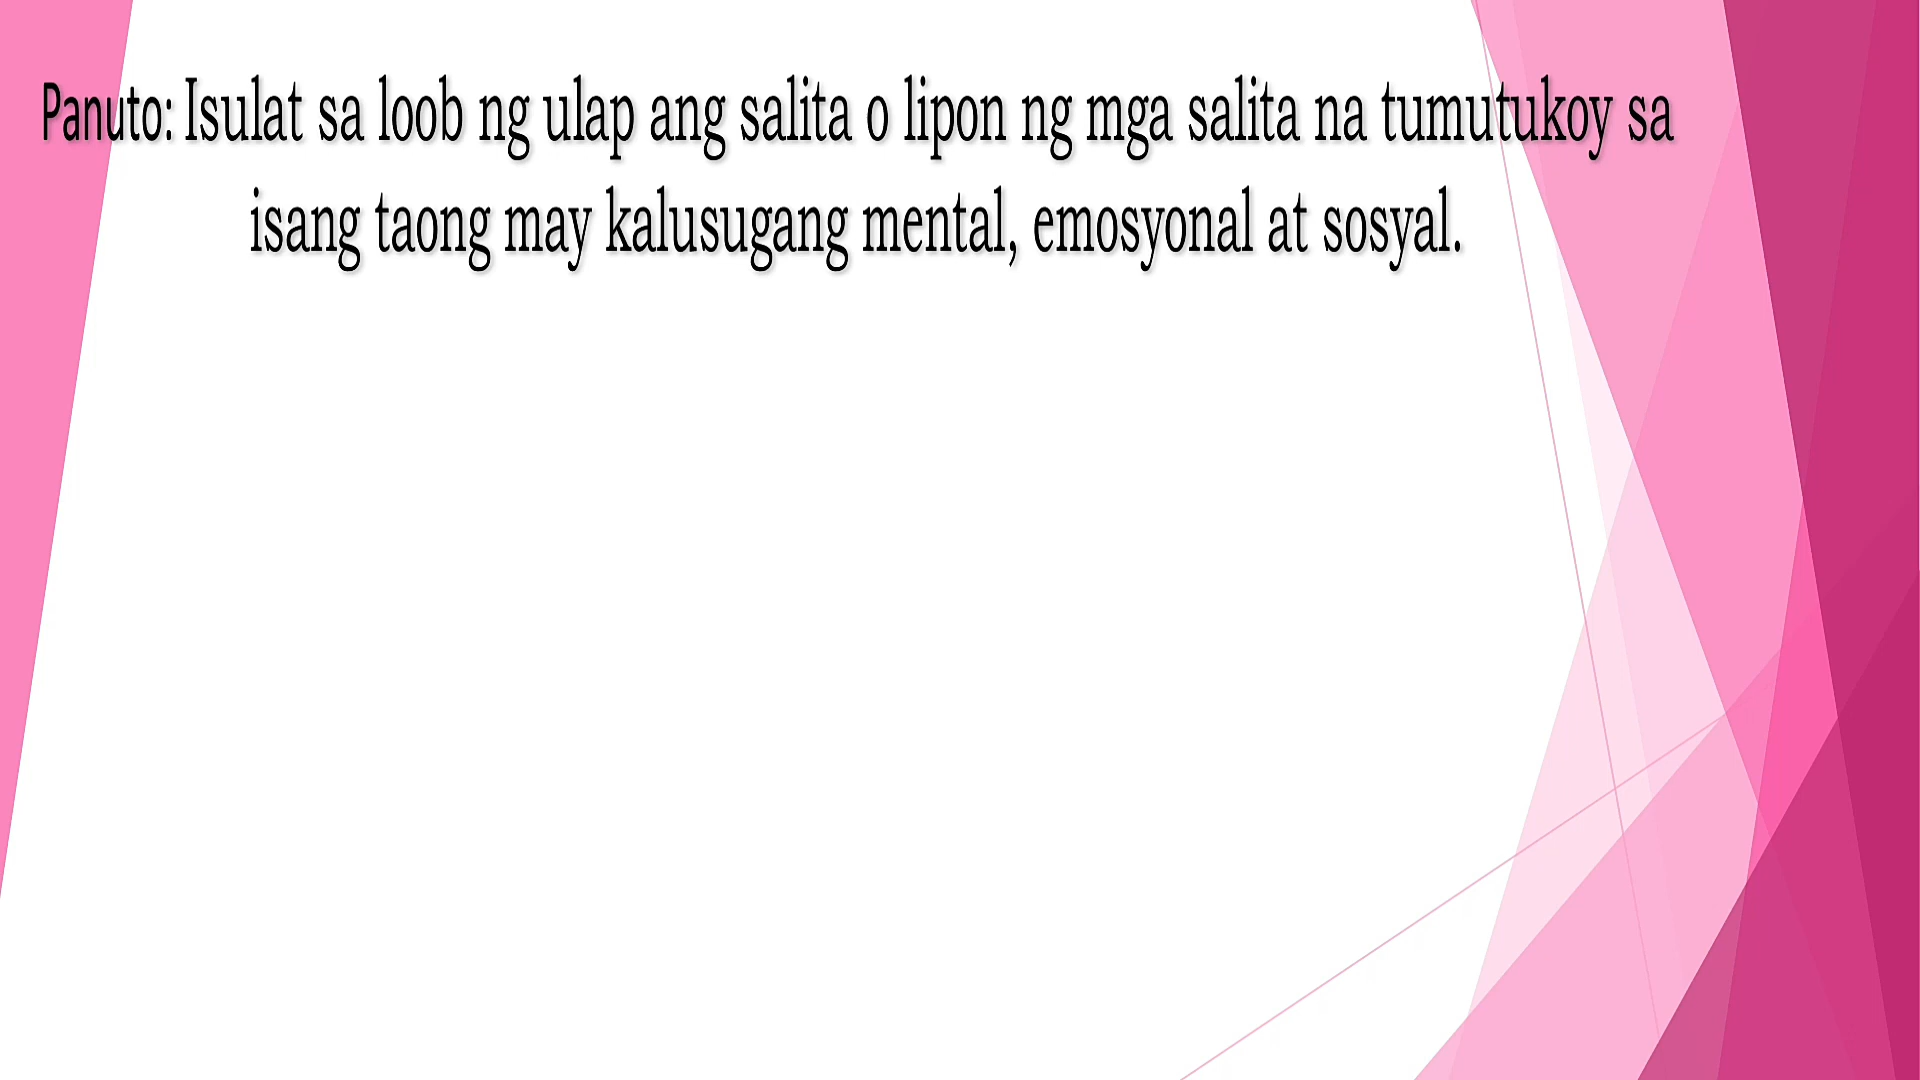 Panuto: Isulat sa loob ng ulap ang salita o lipon ng mga salita na tumutukoy sa
isang taong may kalusugang mental, emosyonal at sosyal.